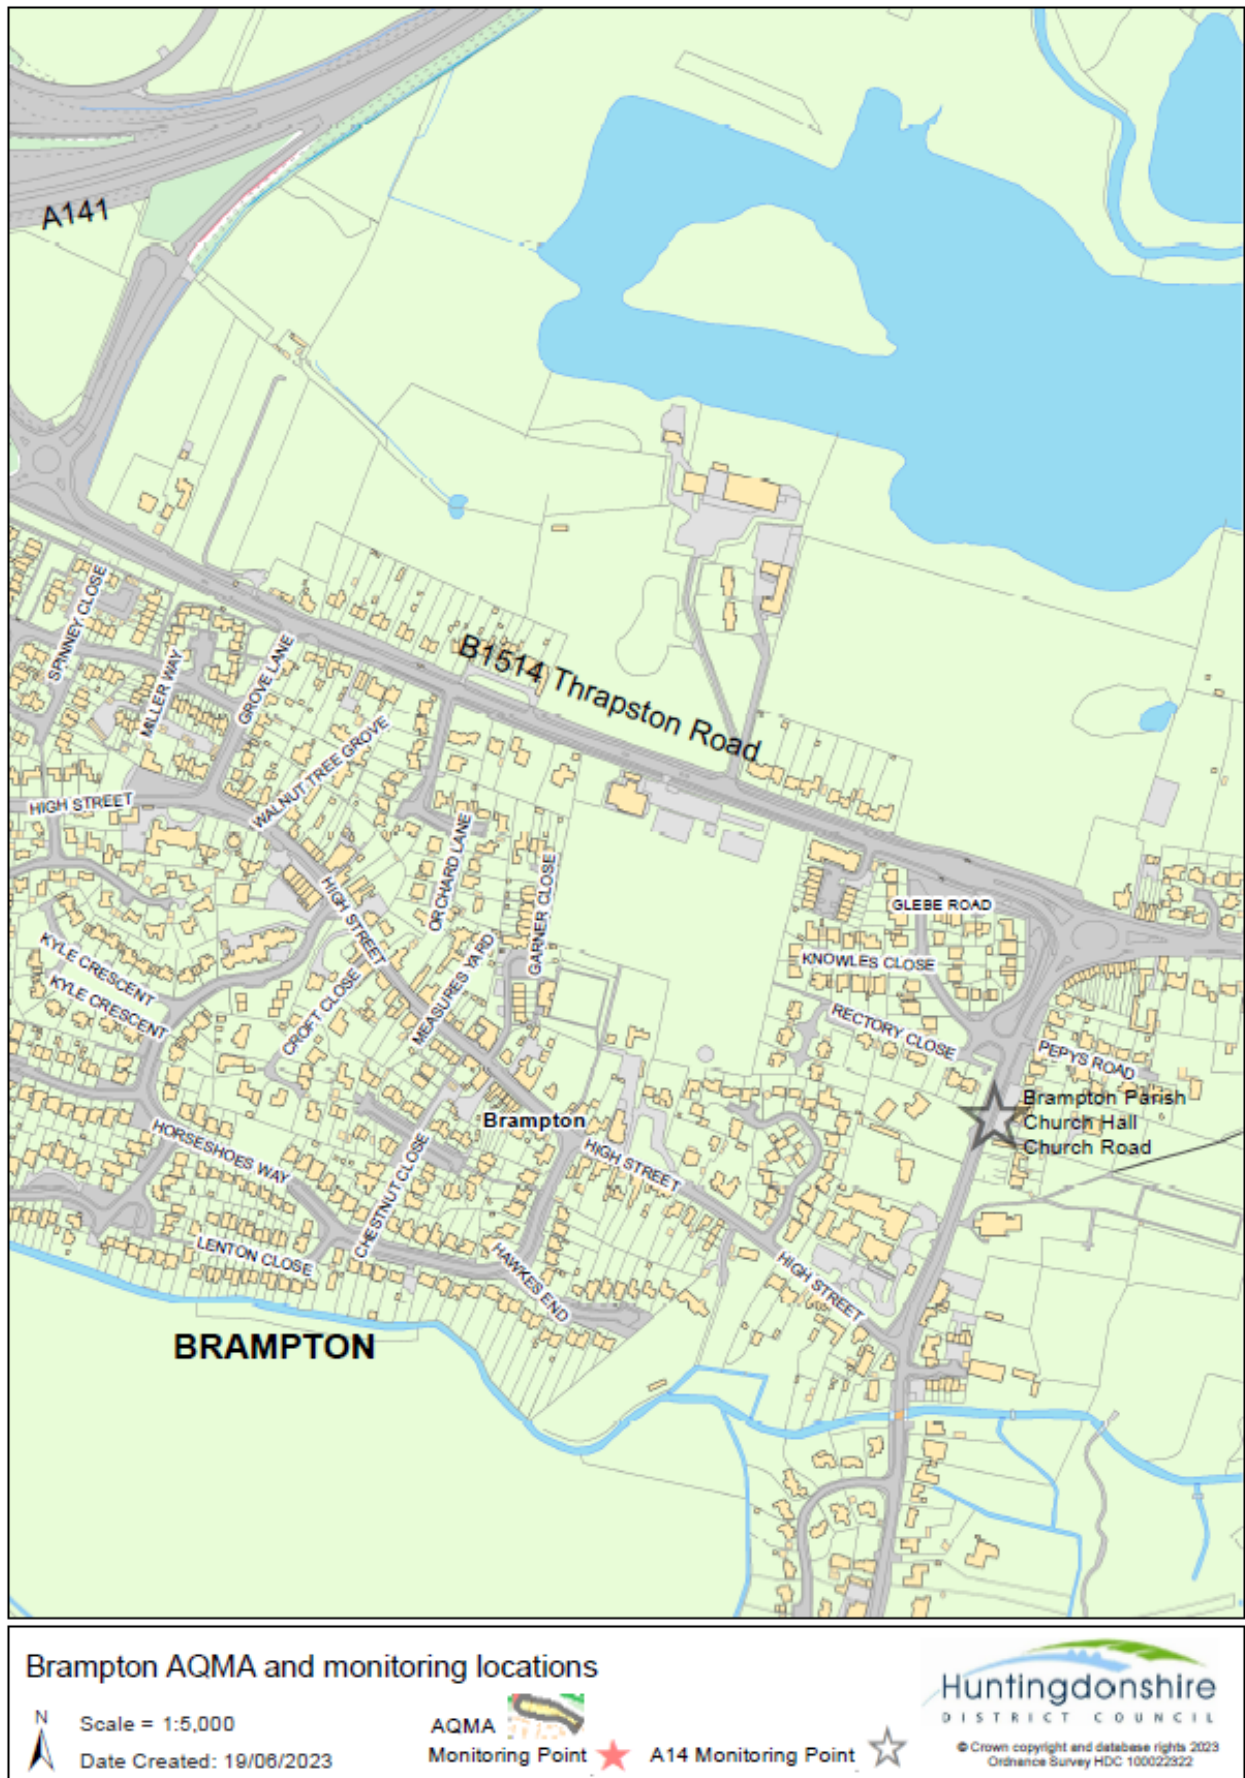 A141
B1514 Thrapston Road
SPINNEY CLOSE
MILLER WAY
GROVE LANE
WALNUT TREE GROVE
HIGH STREET
ORCHARD LANE
HIGH STREET
GARNER CLOSE
GLEBE ROAD
KNOWLES CLOSE
KYLE CRESCENT
KYLE CRESCENT
CROFT CLOSE
MEASURES YARD
RECTORY CLOSE
PEPYS ROAD
Brampton Parish
Church Hall
Church Road
Brampton
HORSESHOES WAY
CHESTNUT CLOSE
HIGH STREET
LENTON CLOSE
HAWKES END
HIGH STREET
BRAMPTON
Brampton AQMA and monitoring locations
N
Scale = 1:5,000
Date Created: 19/06/2023
AQMA
Monitoring Point
A14 Monitoring Point
Huntingdonshire
DISTRICT COUNCIL
© Crown copyright and database rights 2023
Ordnance Survey HDC 100022322